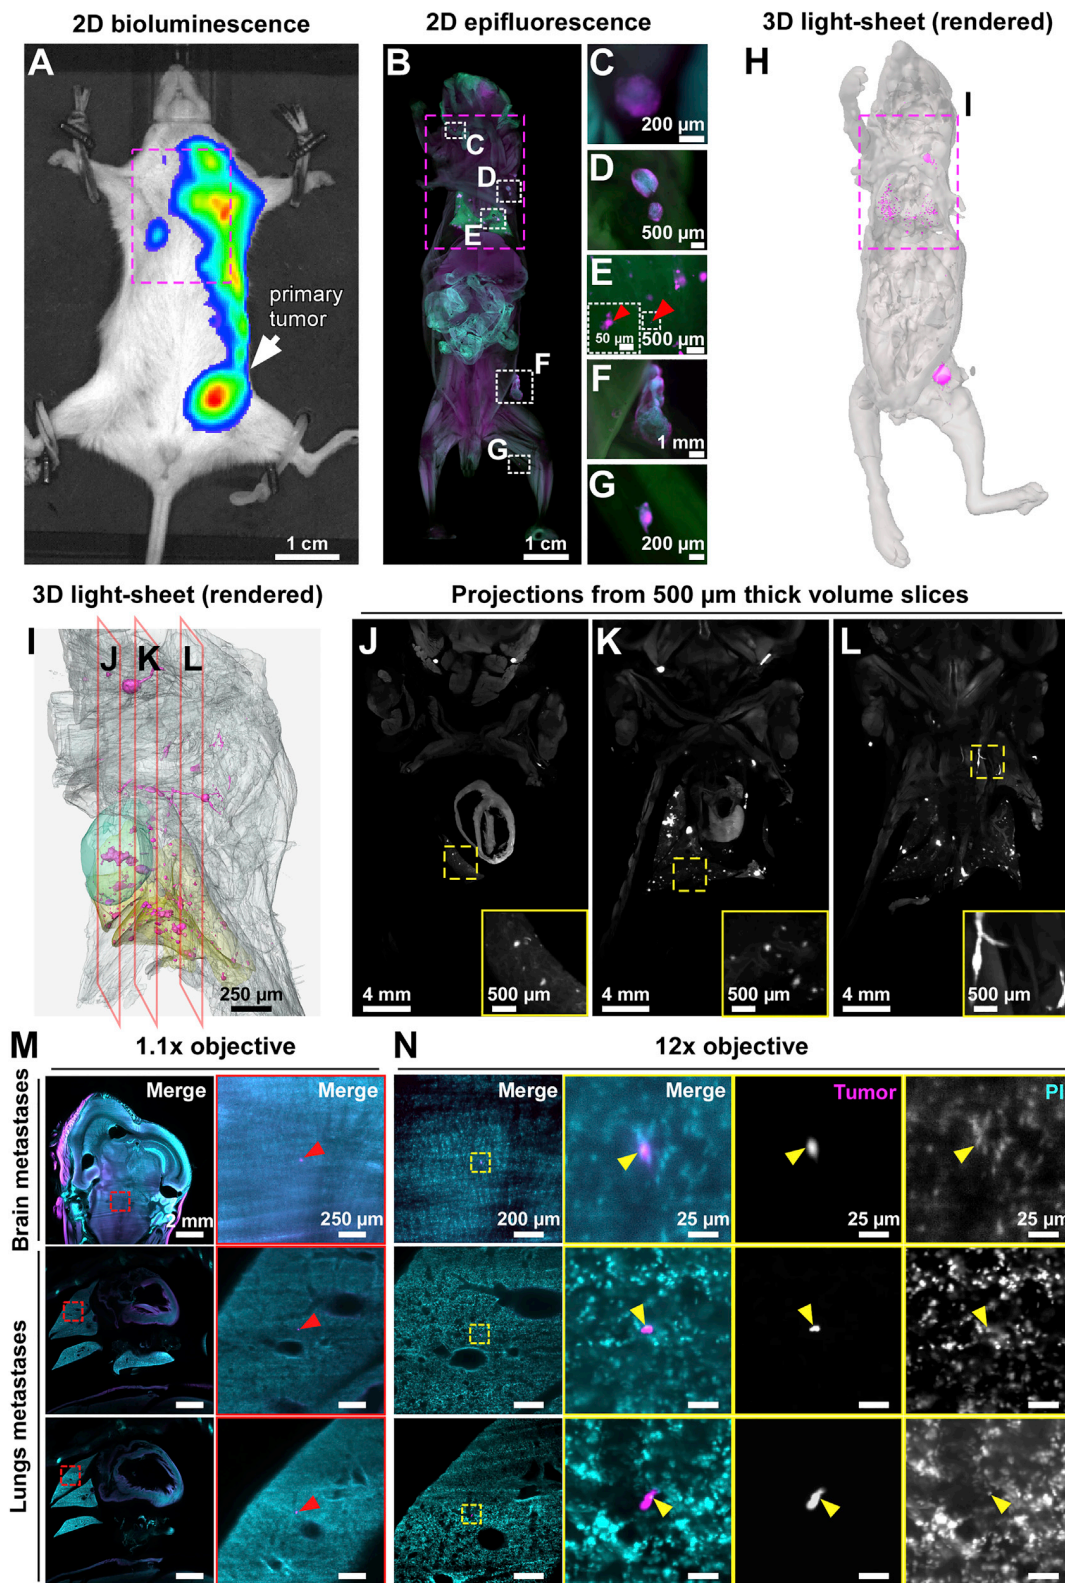 2D bioluminescence
2D epifluorescence
3D light-sheet (rendered)
A
primary
tumor
1 cm
B
C
D
E
F
G
1 cm
C
200 µm
D
500 µm
E
50 µm
500 µm
F
1 mm
G
200 µm
H
I
3D light-sheet (rendered)
I
J
K
L
250 µm
Projections from 500 µm thick volume slices
J
4 mm
500 µm
K
4 mm
500 µm
L
4 mm
500 µm
M
1.1x objective
N
12x objective
Brain metastases
Merge
2 mm
Merge
250 µm
Merge
200 µm
Merge
25 µm
Tumor
25 µm
PI
25 µm
Lungs metastases